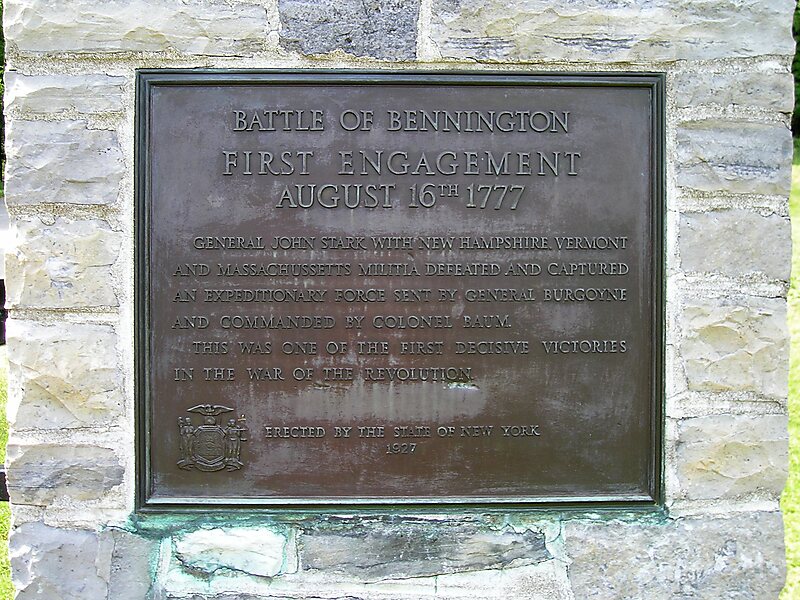 BATTLE OF BENNINGTON
FIRST ENGAGEMENT
AUGUST 16TH 1777
GENERAL JOHN STARK WITH NEW HAMPSHIRE, VERMONT
AND MASSACHUSSETTS MILITIA DEFEATED AND CAPTURED
AN EXPEDITIONARY FORCE SENT BY GENERAL BURGOYNE
AND COMMANDED BY COLONEL BAUM.
THIS WAS ONE OF THE FIRST DECISIVE VICTORIES
IN THE WAR OF THE REVOLUTION.
ERECTED BY THE STATE OF NEW YORK
1927